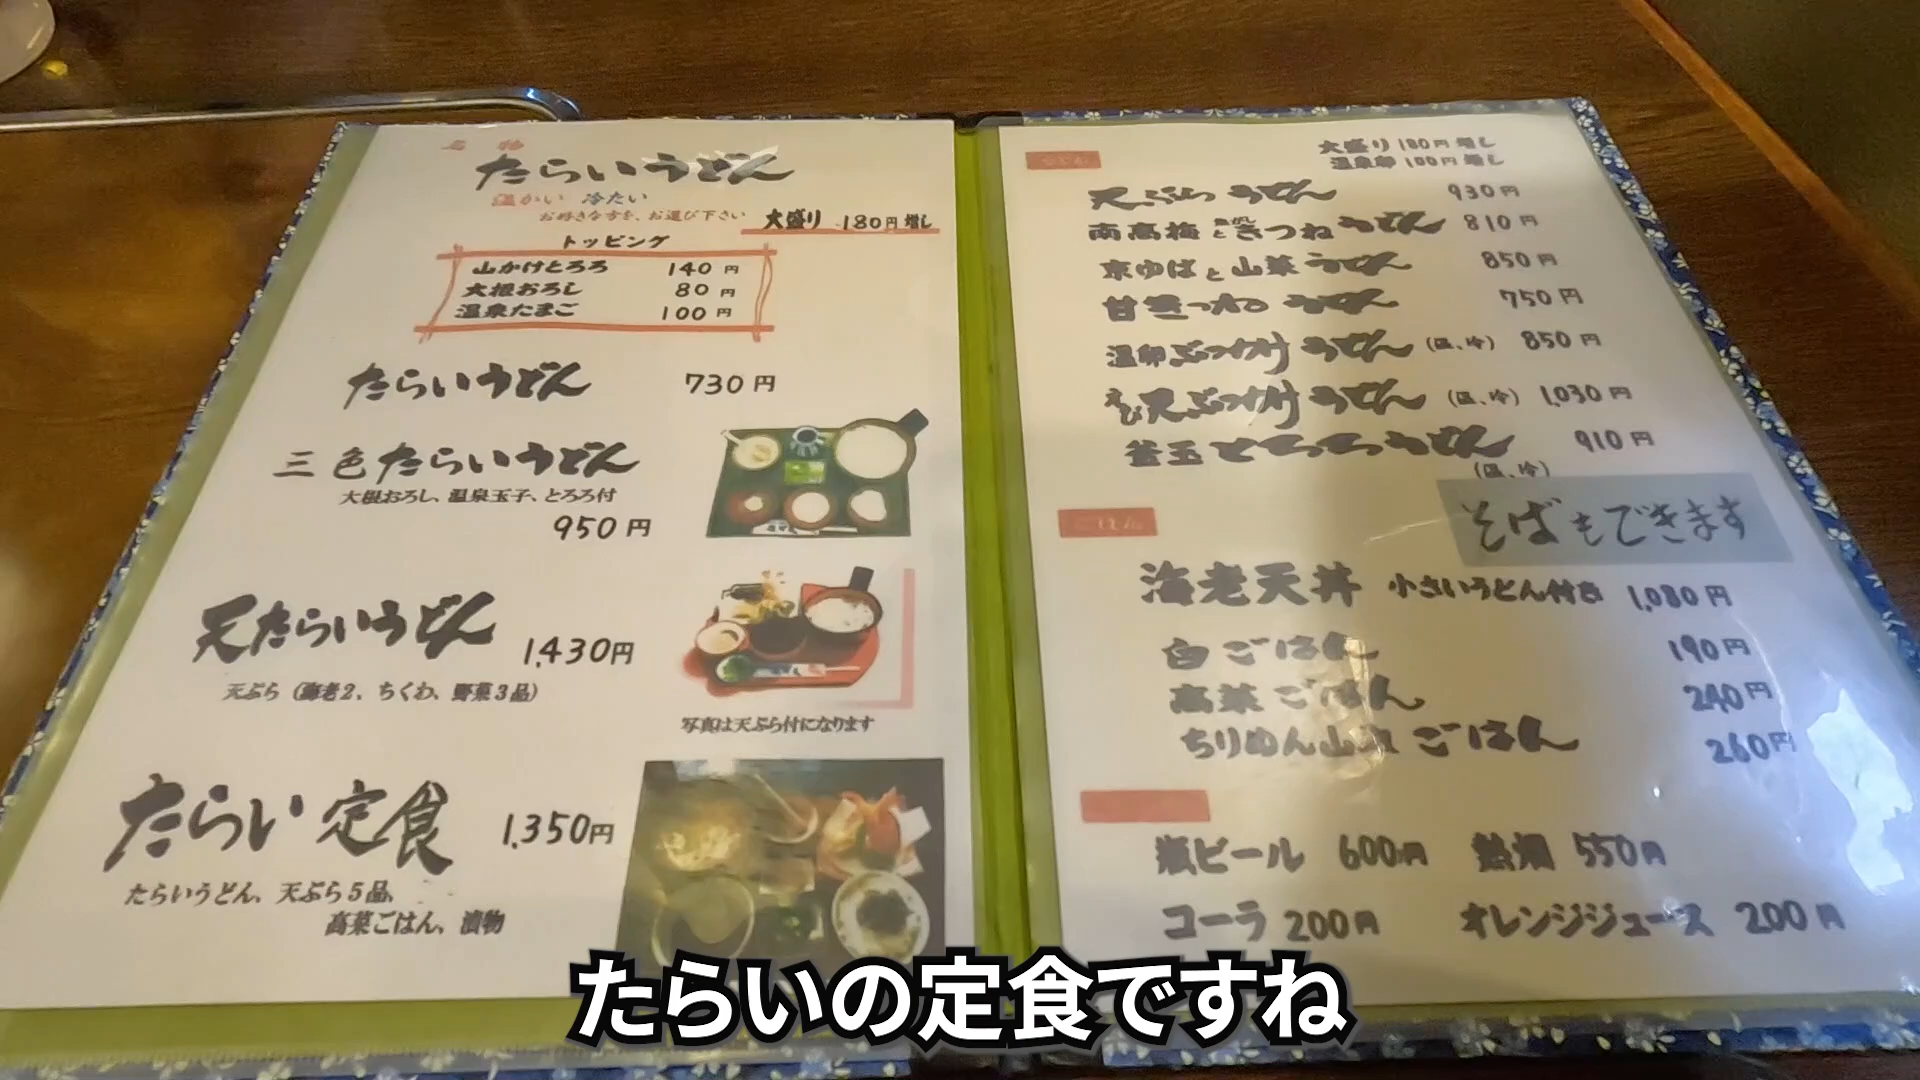 名物
たらいうどん
温かい 冷たい
お好きな方を、お選び下さい 大盛り 180円増し
トッピング
山かけとろろ 140円
大根おろし 80円
温泉たまご 100円
たらいうどん 730円
三色たらいうどん
大根おろし、温泉玉子、とろろ付
950円
天たらいうどん 1,430円
天ぷら(海老2、ちくわ、野菜3品)
写真は天ぷら付になります
たらい定食 1,350円
たらいうどん、天ぷら5品、
高菜ごはん、漬物
うどん
大盛り 180円増し
温泉卵 100円増し
天ぷらうどん 930円
南高梅ときつねうどん 810円
京ゆばと山菜うどん 850円
甘きつねうどん 750円
温卵ぶっかけうどん (温、冷) 850円
えび天ぶっかけうどん (温、冷) 1,030円
釜玉とろろうどん 910円
(温、冷)
そばもできます
ごはん
海老天丼 小さいうどん付き 1,080円
白ごはん 190円
高菜ごはん 240円
ちりめん山椒ごはん 260円
瓶ビール 600円 熱燗 550円
コーラ 200円 オレンジジュース 200円
たらいの定食ですね